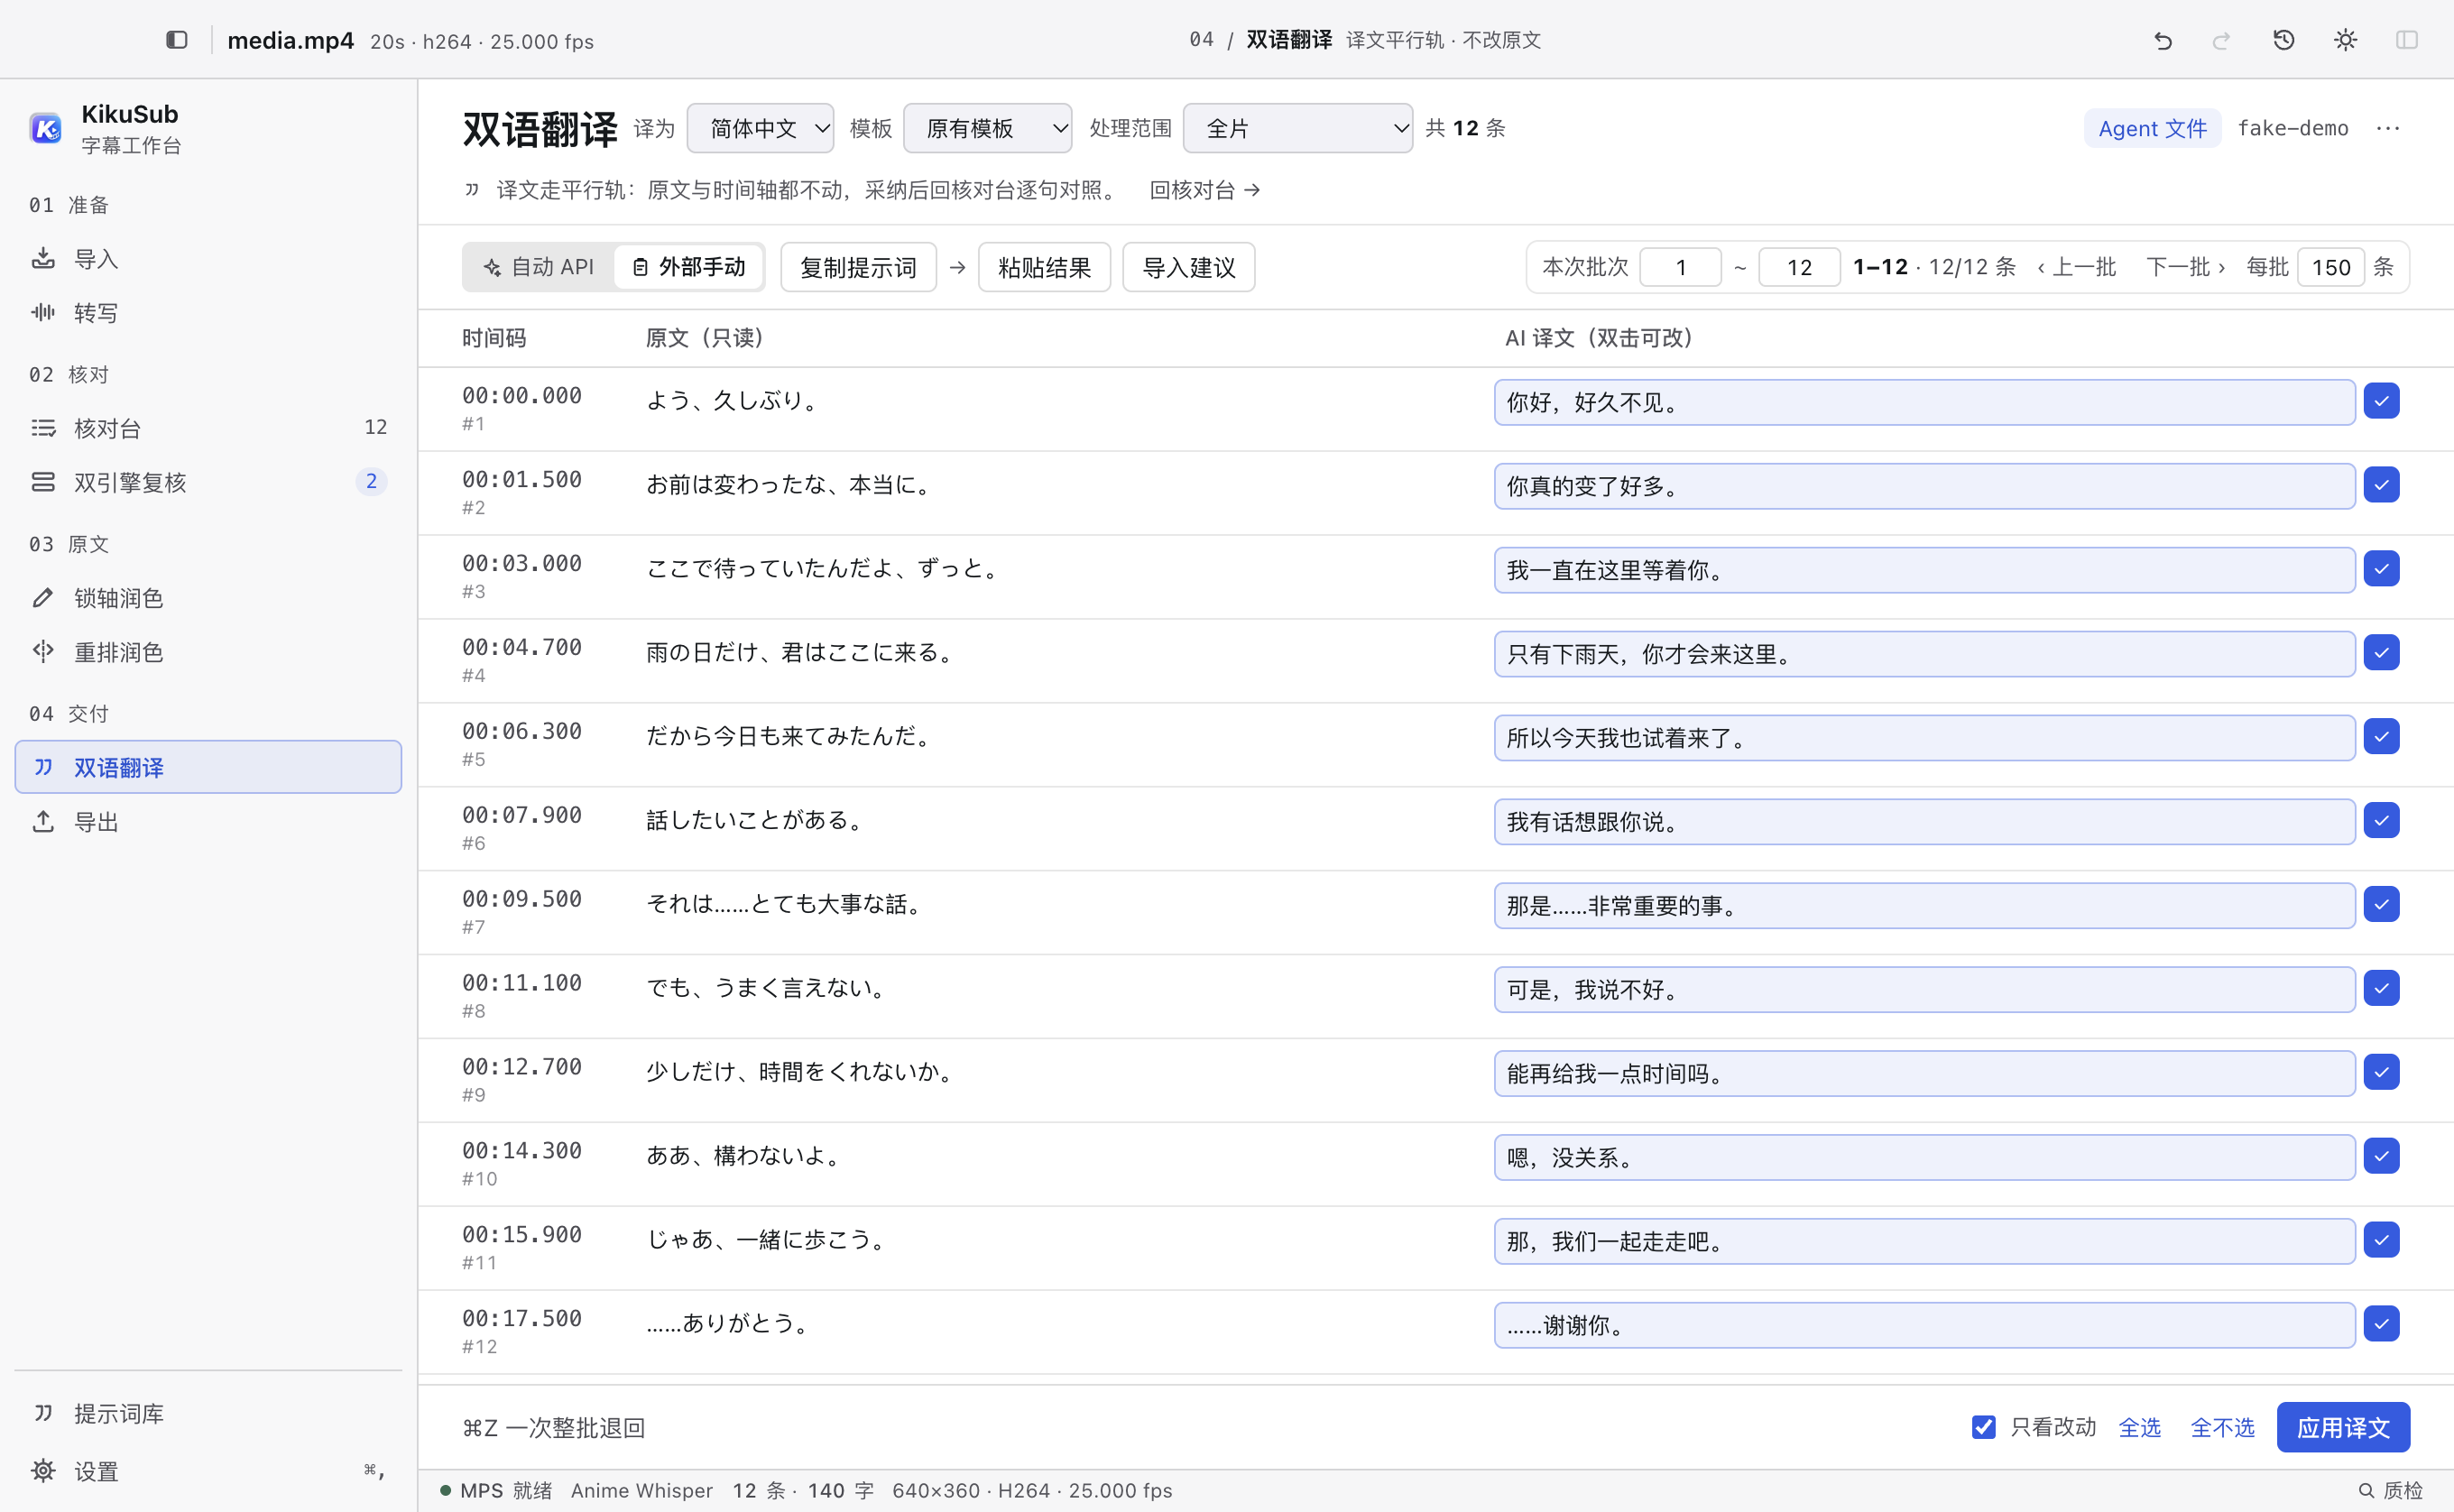 media.mp4 20s · h264 · 25.000 fps
04 / 双语翻译 译文平行轨 · 不改原文
KikuSub
字幕工作台
01 准备
导入
转写
02 核对
核对台 12
双引擎复核 2
03 原文
锁轴润色
重排润色
04 交付
双语翻译
导出
提示词库
设置 ⌘,
双语翻译 译为 简体中文 模板 原有模板 处理范围 全片 共 12 条
Agent 文件 fake-demo ···
译文走平行轨：原文与时间轴都不动，采纳后回核对台逐句对照。 回核对台 →
自动 API 外部手动 复制提示词 → 粘贴结果 导入建议
本次批次 1 ~ 12 1–12 · 12/12 条 ‹ 上一批 下一批 › 每批 150 条
时间码 原文（只读） AI 译文（双击可改）
00:00.000 よう、久しぶり。 你好，好久不见。
#1
00:01.500 お前は変わったな、本当に。 你真的变了好多。
#2
00:03.000 ここで待っていたんだよ、ずっと。 我一直在这里等着你。
#3
00:04.700 雨の日だけ、君はここに来る。 只有下雨天，你才会来这里。
#4
00:06.300 だから今日も来てみたんだ。 所以今天我也试着来了。
#5
00:07.900 話したいことがある。 我有话想跟你说。
#6
00:09.500 それは……とても大事な話。 那是……非常重要的事。
#7
00:11.100 でも、うまく言えない。 可是，我说不好。
#8
00:12.700 少しだけ、時間をくれないか。 能再给我一点时间吗。
#9
00:14.300 ああ、構わないよ。 嗯，没关系。
#10
00:15.900 じゃあ、一緒に歩こう。 那，我们一起走走吧。
#11
00:17.500 ……ありがとう。 ……谢谢你。
#12
⌘Z 一次整批退回 只看改动 全选 全不选 应用译文
MPS 就绪 Anime Whisper 12 条 · 140 字 640×360 · H264 · 25.000 fps 质检